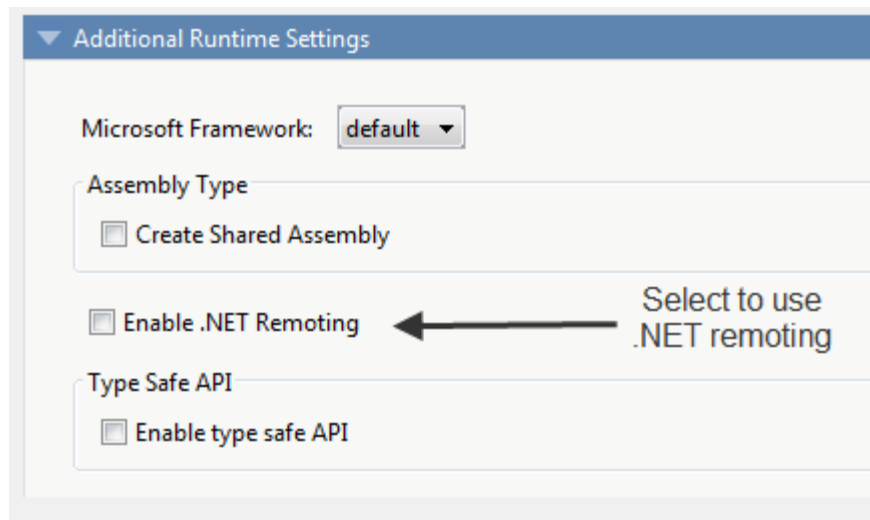 Additional Runtime Settings
Microsoft Framework: default
Assembly Type
Create Shared Assembly
Enable .NET Remoting
Select to use
.NET remoting
Type Safe API
Enable type safe API